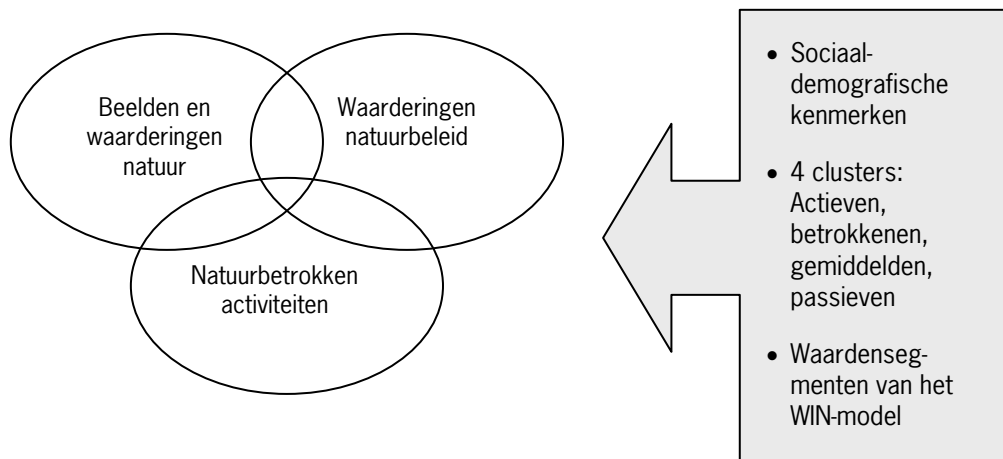 Beelden en
waarderingen
natuur
Waarderingen
natuurbeleid
Natuurbetrokken
activiteiten
• Sociaal-
demografische
kenmerken
• 4 clusters:
Actieven,
betrokkenen,
gemiddelden,
passieven
• Waardenseg-
menten van het
WIN-model